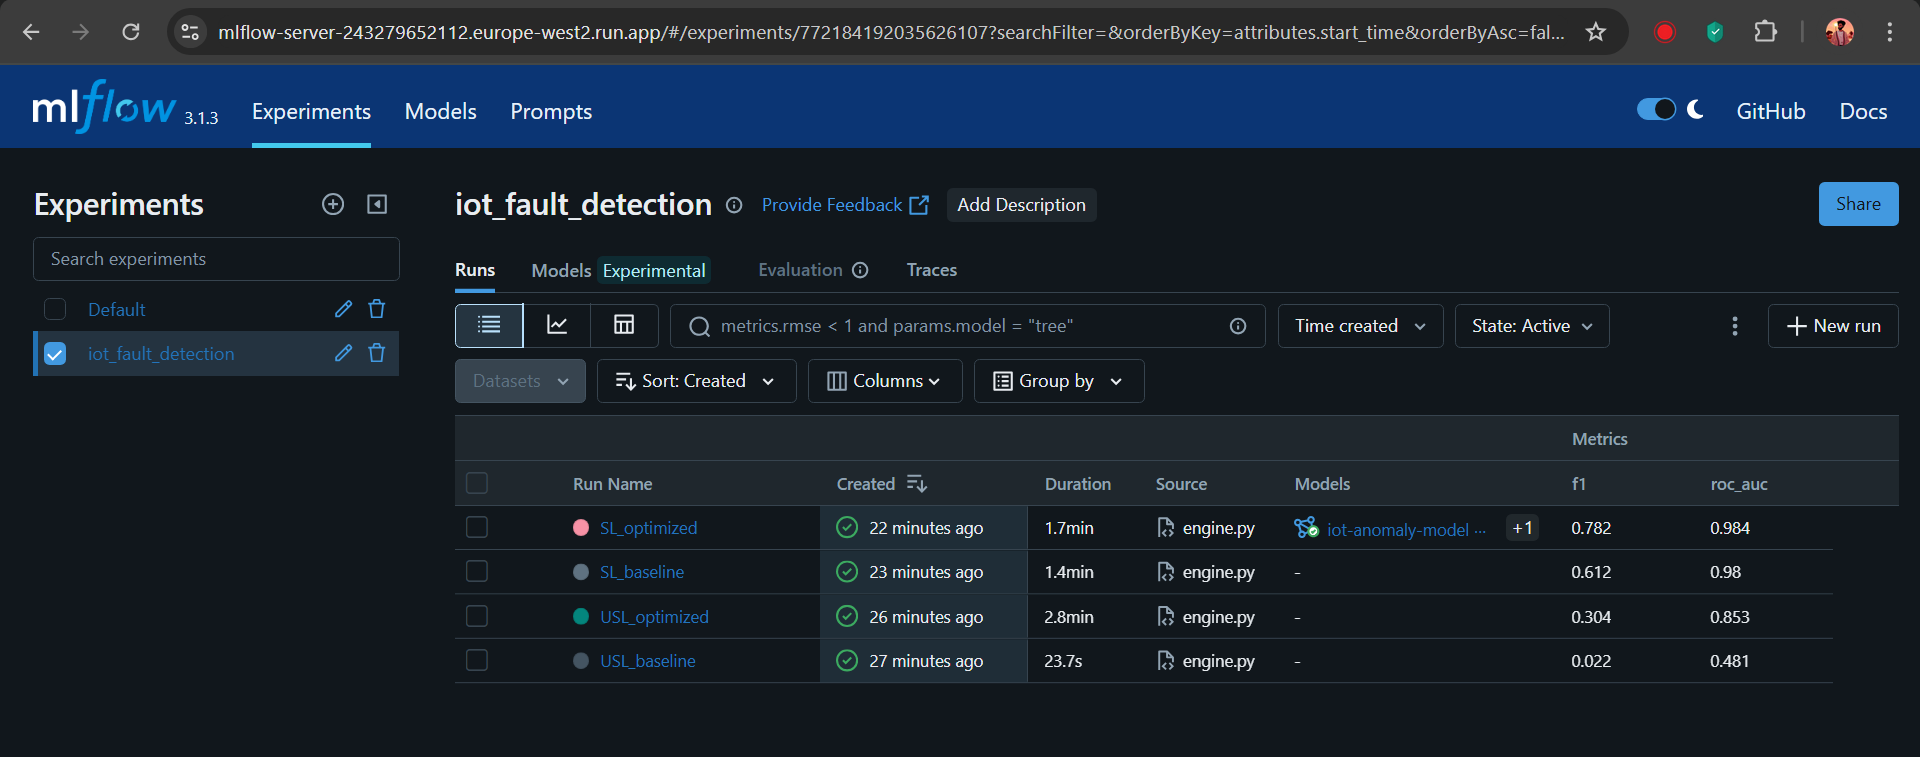 mlflow-server-243279652112.europe-west2.run.app/#/experiments/772184192035626107?searchFilter=&orderByKey=attributes.start_time&orderByAsc=fal...
mlflow 3.1.3 Experiments Models Prompts GitHub Docs
Experiments
Search experiments
Default
iot_fault_detection
iot_fault_detection Provide Feedback Add Description Share
Runs Models Experimental Evaluation Traces
metrics.rmse < 1 and params.model = "tree" Time created State: Active New run
Datasets Sort: Created Columns Group by
Metrics
Run Name Created Duration Source Models f1 roc_auc
SL_optimized 22 minutes ago 1.7min engine.py iot-anomaly-model ... +1 0.782 0.984
SL_baseline 23 minutes ago 1.4min engine.py - 0.612 0.98
USL_optimized 26 minutes ago 2.8min engine.py - 0.304 0.853
USL_baseline 27 minutes ago 23.7s engine.py - 0.022 0.481